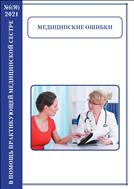 МЕДИЦИНСКИЕ ОШИБКИ
№6(90)
2021
В ПОМОЩЬ ПРАКТИКУЮЩЕЙ МЕДИЦИНСКОЙ СЕСТРЕ